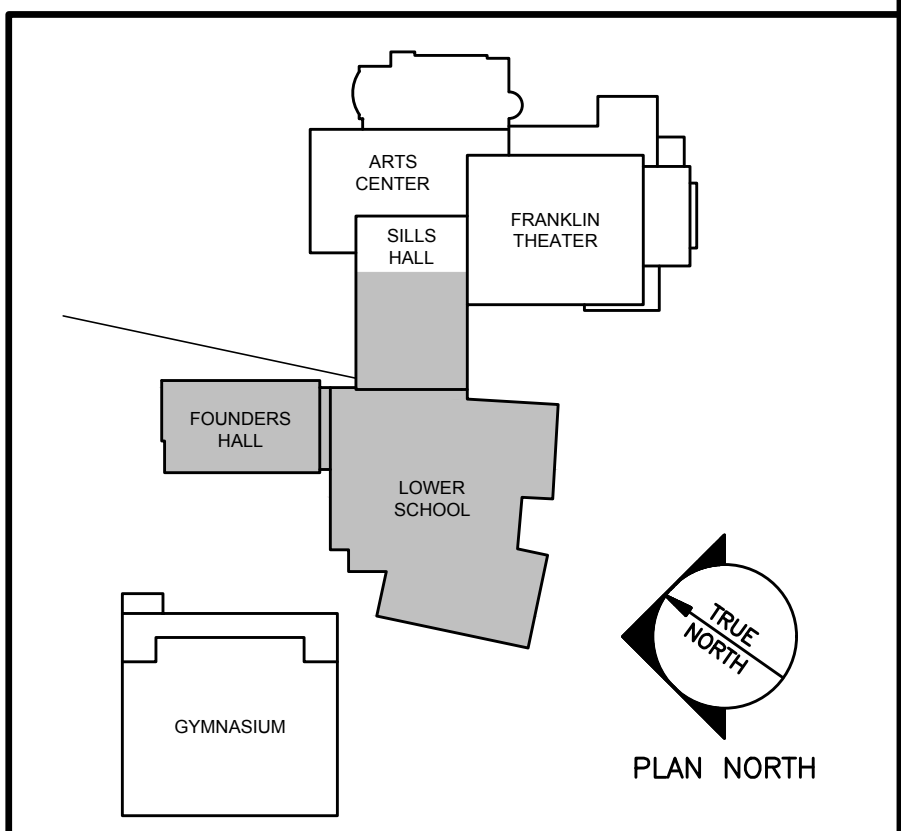 ARTS
CENTER
SILLS
HALL
FRANKLIN
THEATER
FOUNDERS
HALL
LOWER
SCHOOL
TRUE
NORTH
GYMNASIUM
PLAN NORTH